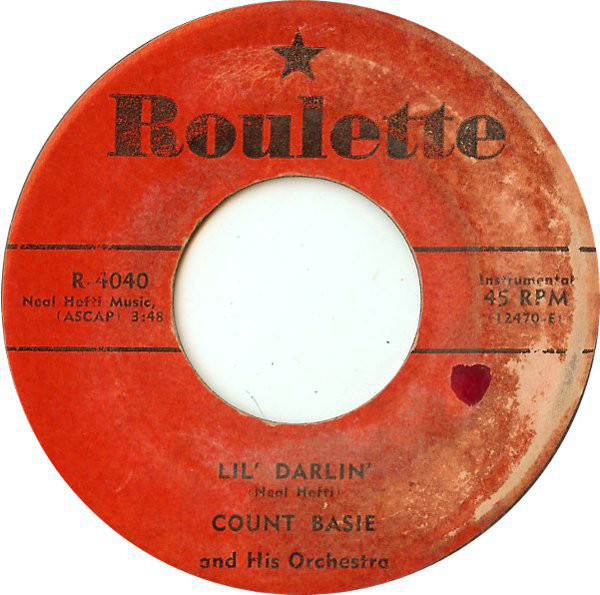 Roulette
R-4040
Neal Hefti Music,
(ASCAP) 3:48
Instrumental
45 RPM
(12470-E)
LIL' DARLIN'
(Neal Hefti)
COUNT BASIE
and His Orchestra